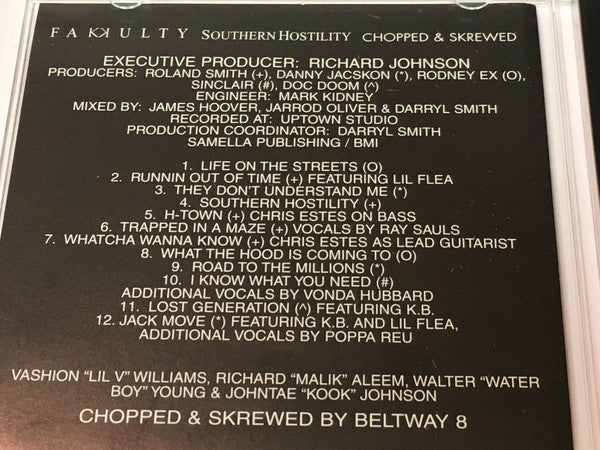 FAKKULTY SOUTHERN HOSTILITY CHOPPED & SKREWED
EXECUTIVE PRODUCER: RICHARD JOHNSON
PRODUCERS: ROLAND SMITH (+), DANNY JACSKON (*), RODNEY EX (O),
SINCLAIR (#), DOC DOOM (^)
ENGINEER: MARK KIDNEY
MIXED BY: JAMES HOOVER, JARROD OLIVER & DARRYL SMITH
RECORDED AT: UPTOWN STUDIO
PRODUCTION COORDINATOR: DARRYL SMITH
SAMELLA PUBLISHING / BMI
1. LIFE ON THE STREETS (O)
2. RUNNIN OUT OF TIME (+) FEATURING LIL FLEA
3. THEY DON'T UNDERSTAND ME (*)
4. SOUTHERN HOSTILITY (+)
5. H-TOWN (+) CHRIS ESTES ON BASS
6. TRAPPED IN A MAZE (+) VOCALS BY RAY SAULS
7. WHATCHA WANNA KNOW (+) CHRIS ESTES AS LEAD GUITARIST
8. WHAT THE HOOD IS COMING TO (O)
9. ROAD TO THE MILLIONS (*)
10. I KNOW WHAT YOU NEED (#)
ADDITIONAL VOCALS BY VONDA HUBBARD
11. LOST GENERATION (^) FEATURING K.B.
12. JACK MOVE (*) FEATURING K.B. AND LIL FLEA,
ADDITIONAL VOCALS BY POPPA REU
VASHION "LIL V" WILLIAMS, RICHARD "MALIK" ALEEM, WALTER "WATER
BOY" YOUNG & JOHNTAE "KOOK" JOHNSON
CHOPPED & SKREWED BY BELTWAY 8